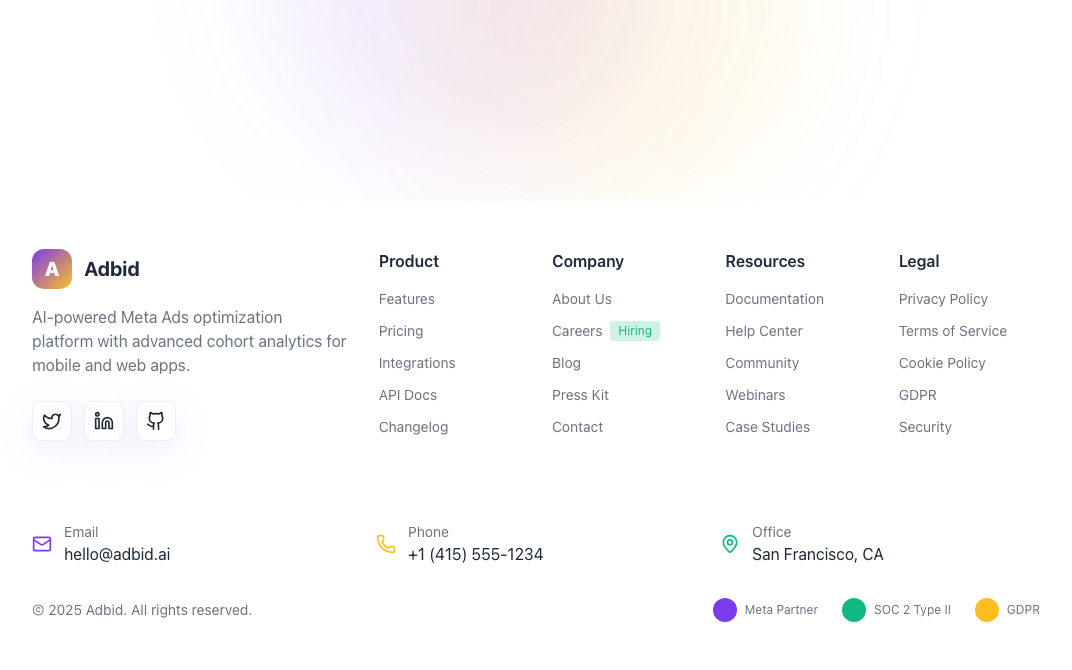 A
Adbid
AI-powered Meta Ads optimization
platform with advanced cohort analytics for
mobile and web apps.
Product
Features
Pricing
Integrations
API Docs
Changelog
Company
About Us
Careers Hiring
Blog
Press Kit
Contact
Resources
Documentation
Help Center
Community
Webinars
Case Studies
Legal
Privacy Policy
Terms of Service
Cookie Policy
GDPR
Security
Email
hello@adbid.ai
Phone
+1 (415) 555-1234
Office
San Francisco, CA
© 2025 Adbid. All rights reserved.
Meta Partner
SOC 2 Type II
GDPR